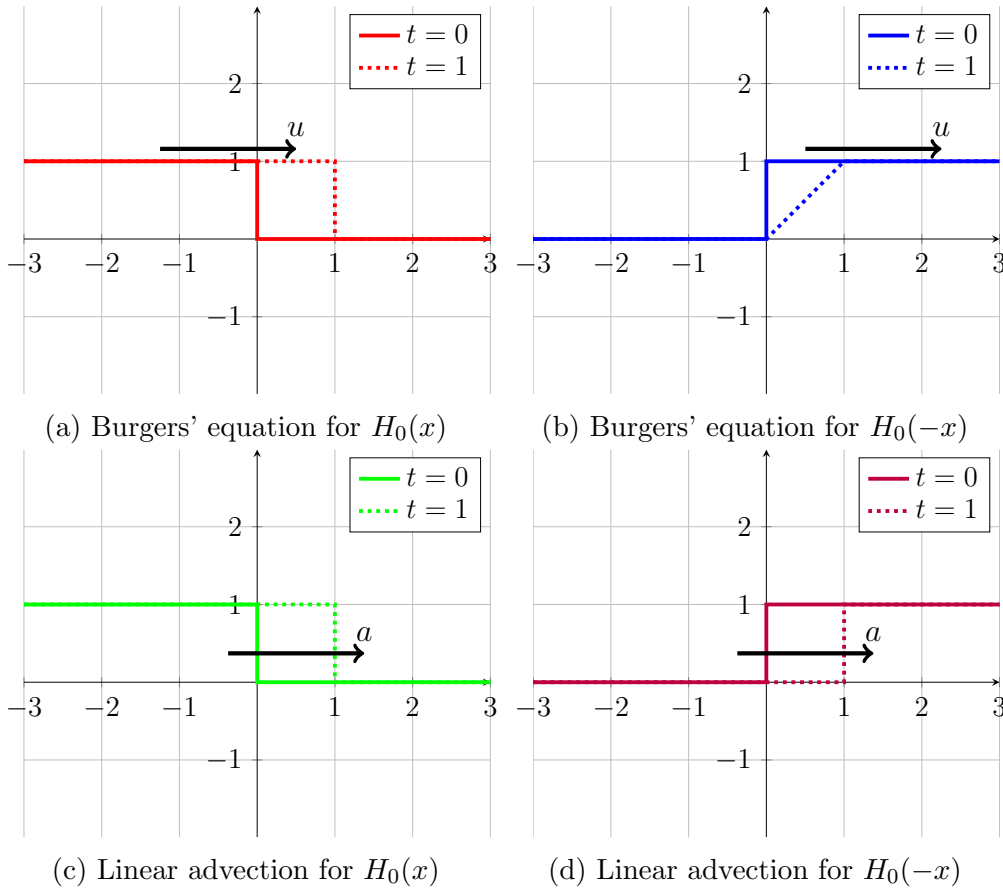 t = 0
t = 1
2
u
1
−3 −2 −1 1 2 3
−1
(a) Burgers' equation for H₀(x)
t = 0
t = 1
2
u
1
−3 −2 −1 1 2 3
−1
(b) Burgers' equation for H₀(−x)
t = 0
t = 1
2
1
a
−3 −2 −1 1 2 3
−1
(c) Linear advection for H₀(x)
t = 0
t = 1
2
1
a
−3 −2 −1 1 2 3
−1
(d) Linear advection for H₀(−x)